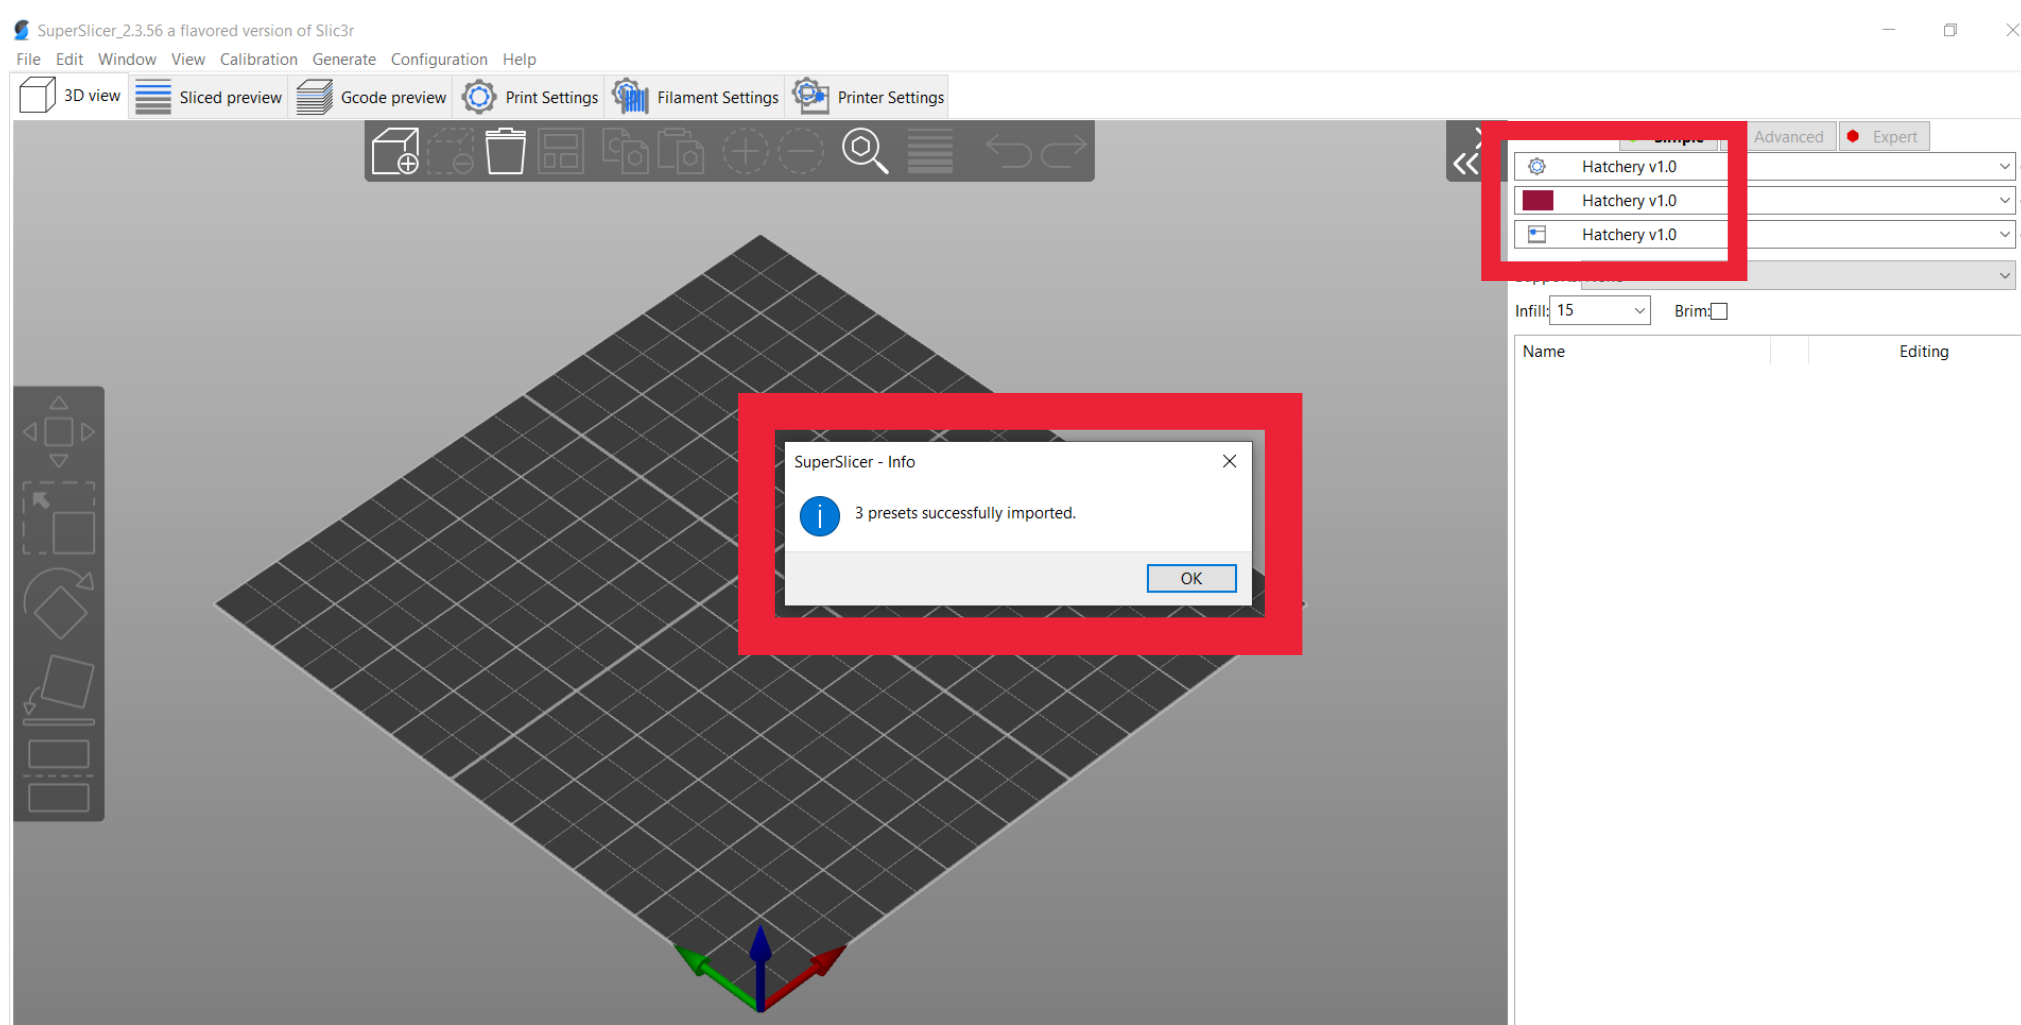 SuperSlicer_2.3.56 a flavored version of Slic3r
File Edit Window View Calibration Generate Configuration Help
3D view Sliced preview Gcode preview Print Settings Filament Settings Printer Settings
Simple Advanced Expert
Hatchery v1.0
Hatchery v1.0
Hatchery v1.0
Infill: 15 Brim:
Name Editing
SuperSlicer - Info
3 presets successfully imported.
OK